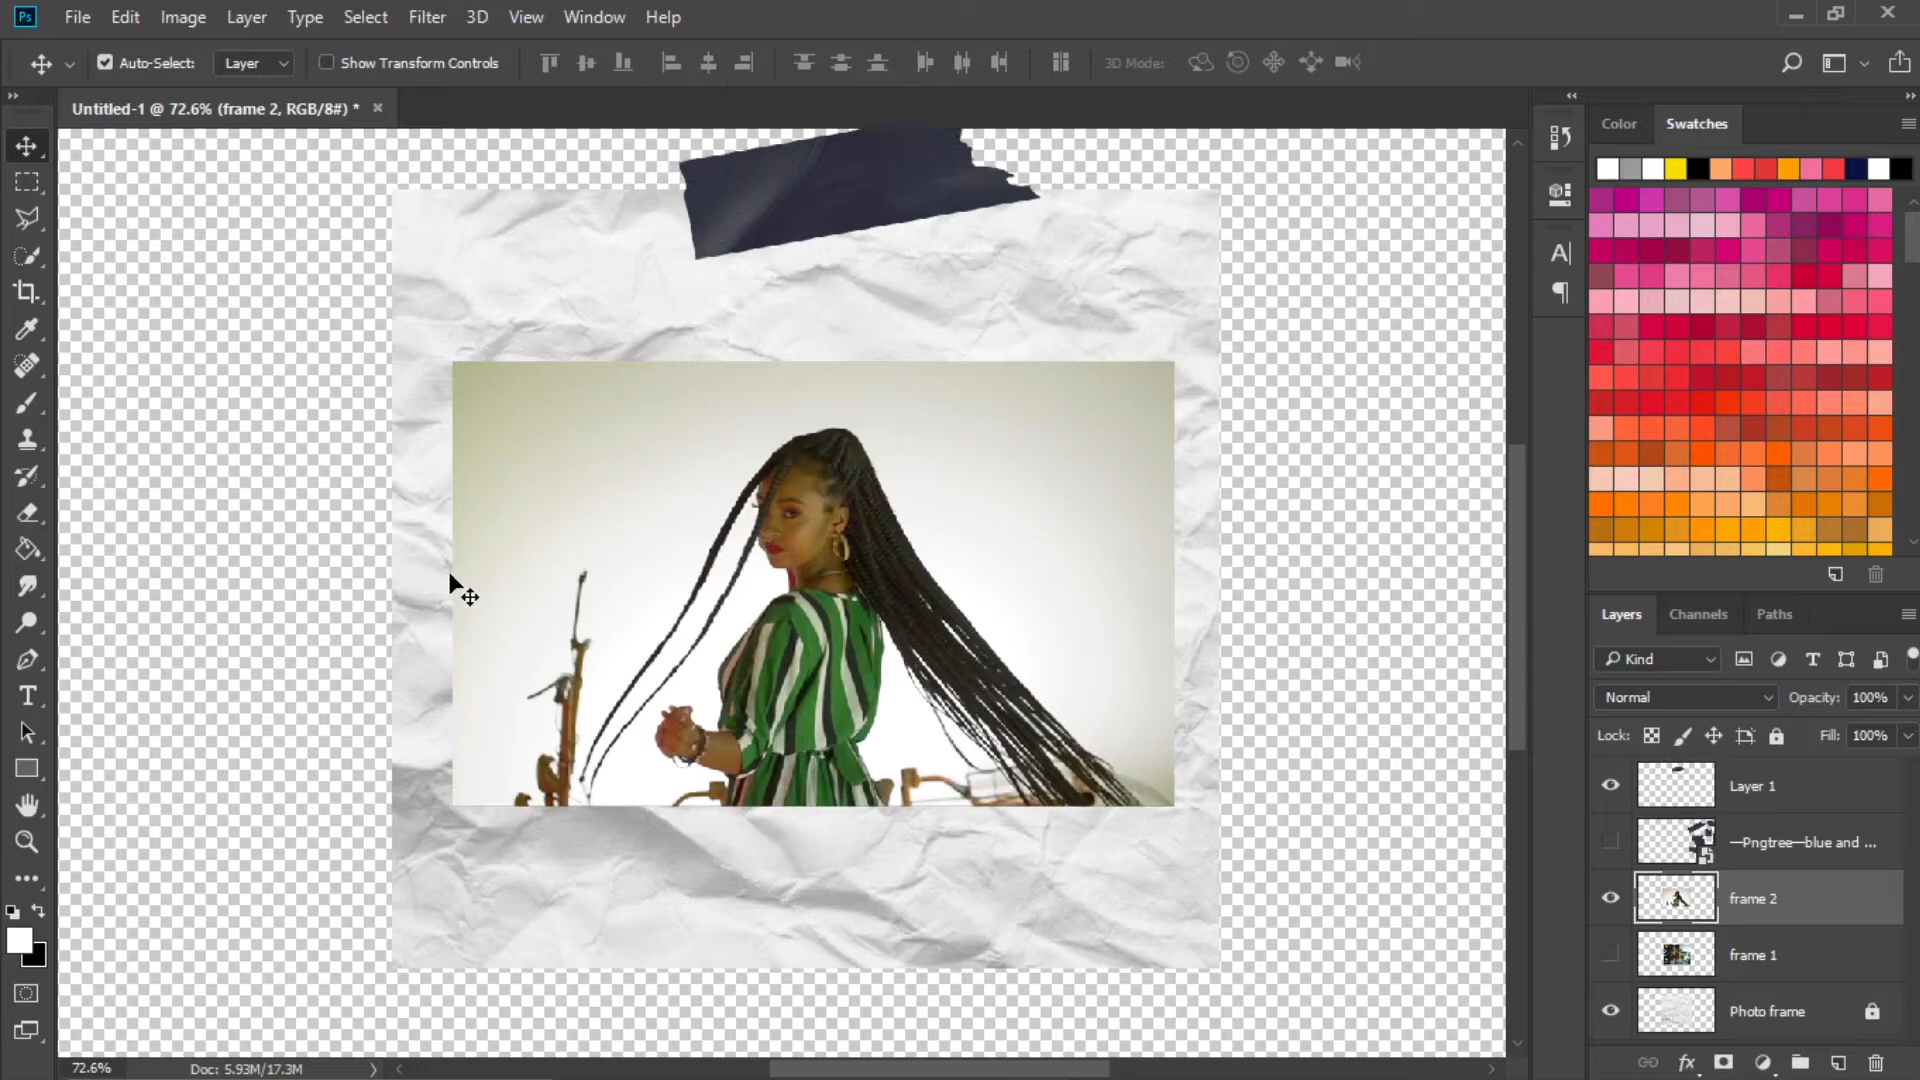 Ps File Edit Image Layer Type Select Filter 3D View Window Help
Auto-Select: Layer Show Transform Controls 3D Mode:
Untitled-1 @ 72.6% (frame 2, RGB/8#) *
Color Swatches
Layers Channels Paths
Kind
Normal Opacity: 100%
Lock: Fill: 100%
Layer 1
—Pngtree—blue and ...
frame 2
frame 1
Photo frame
72.6% Doc: 5.93M/17.3M